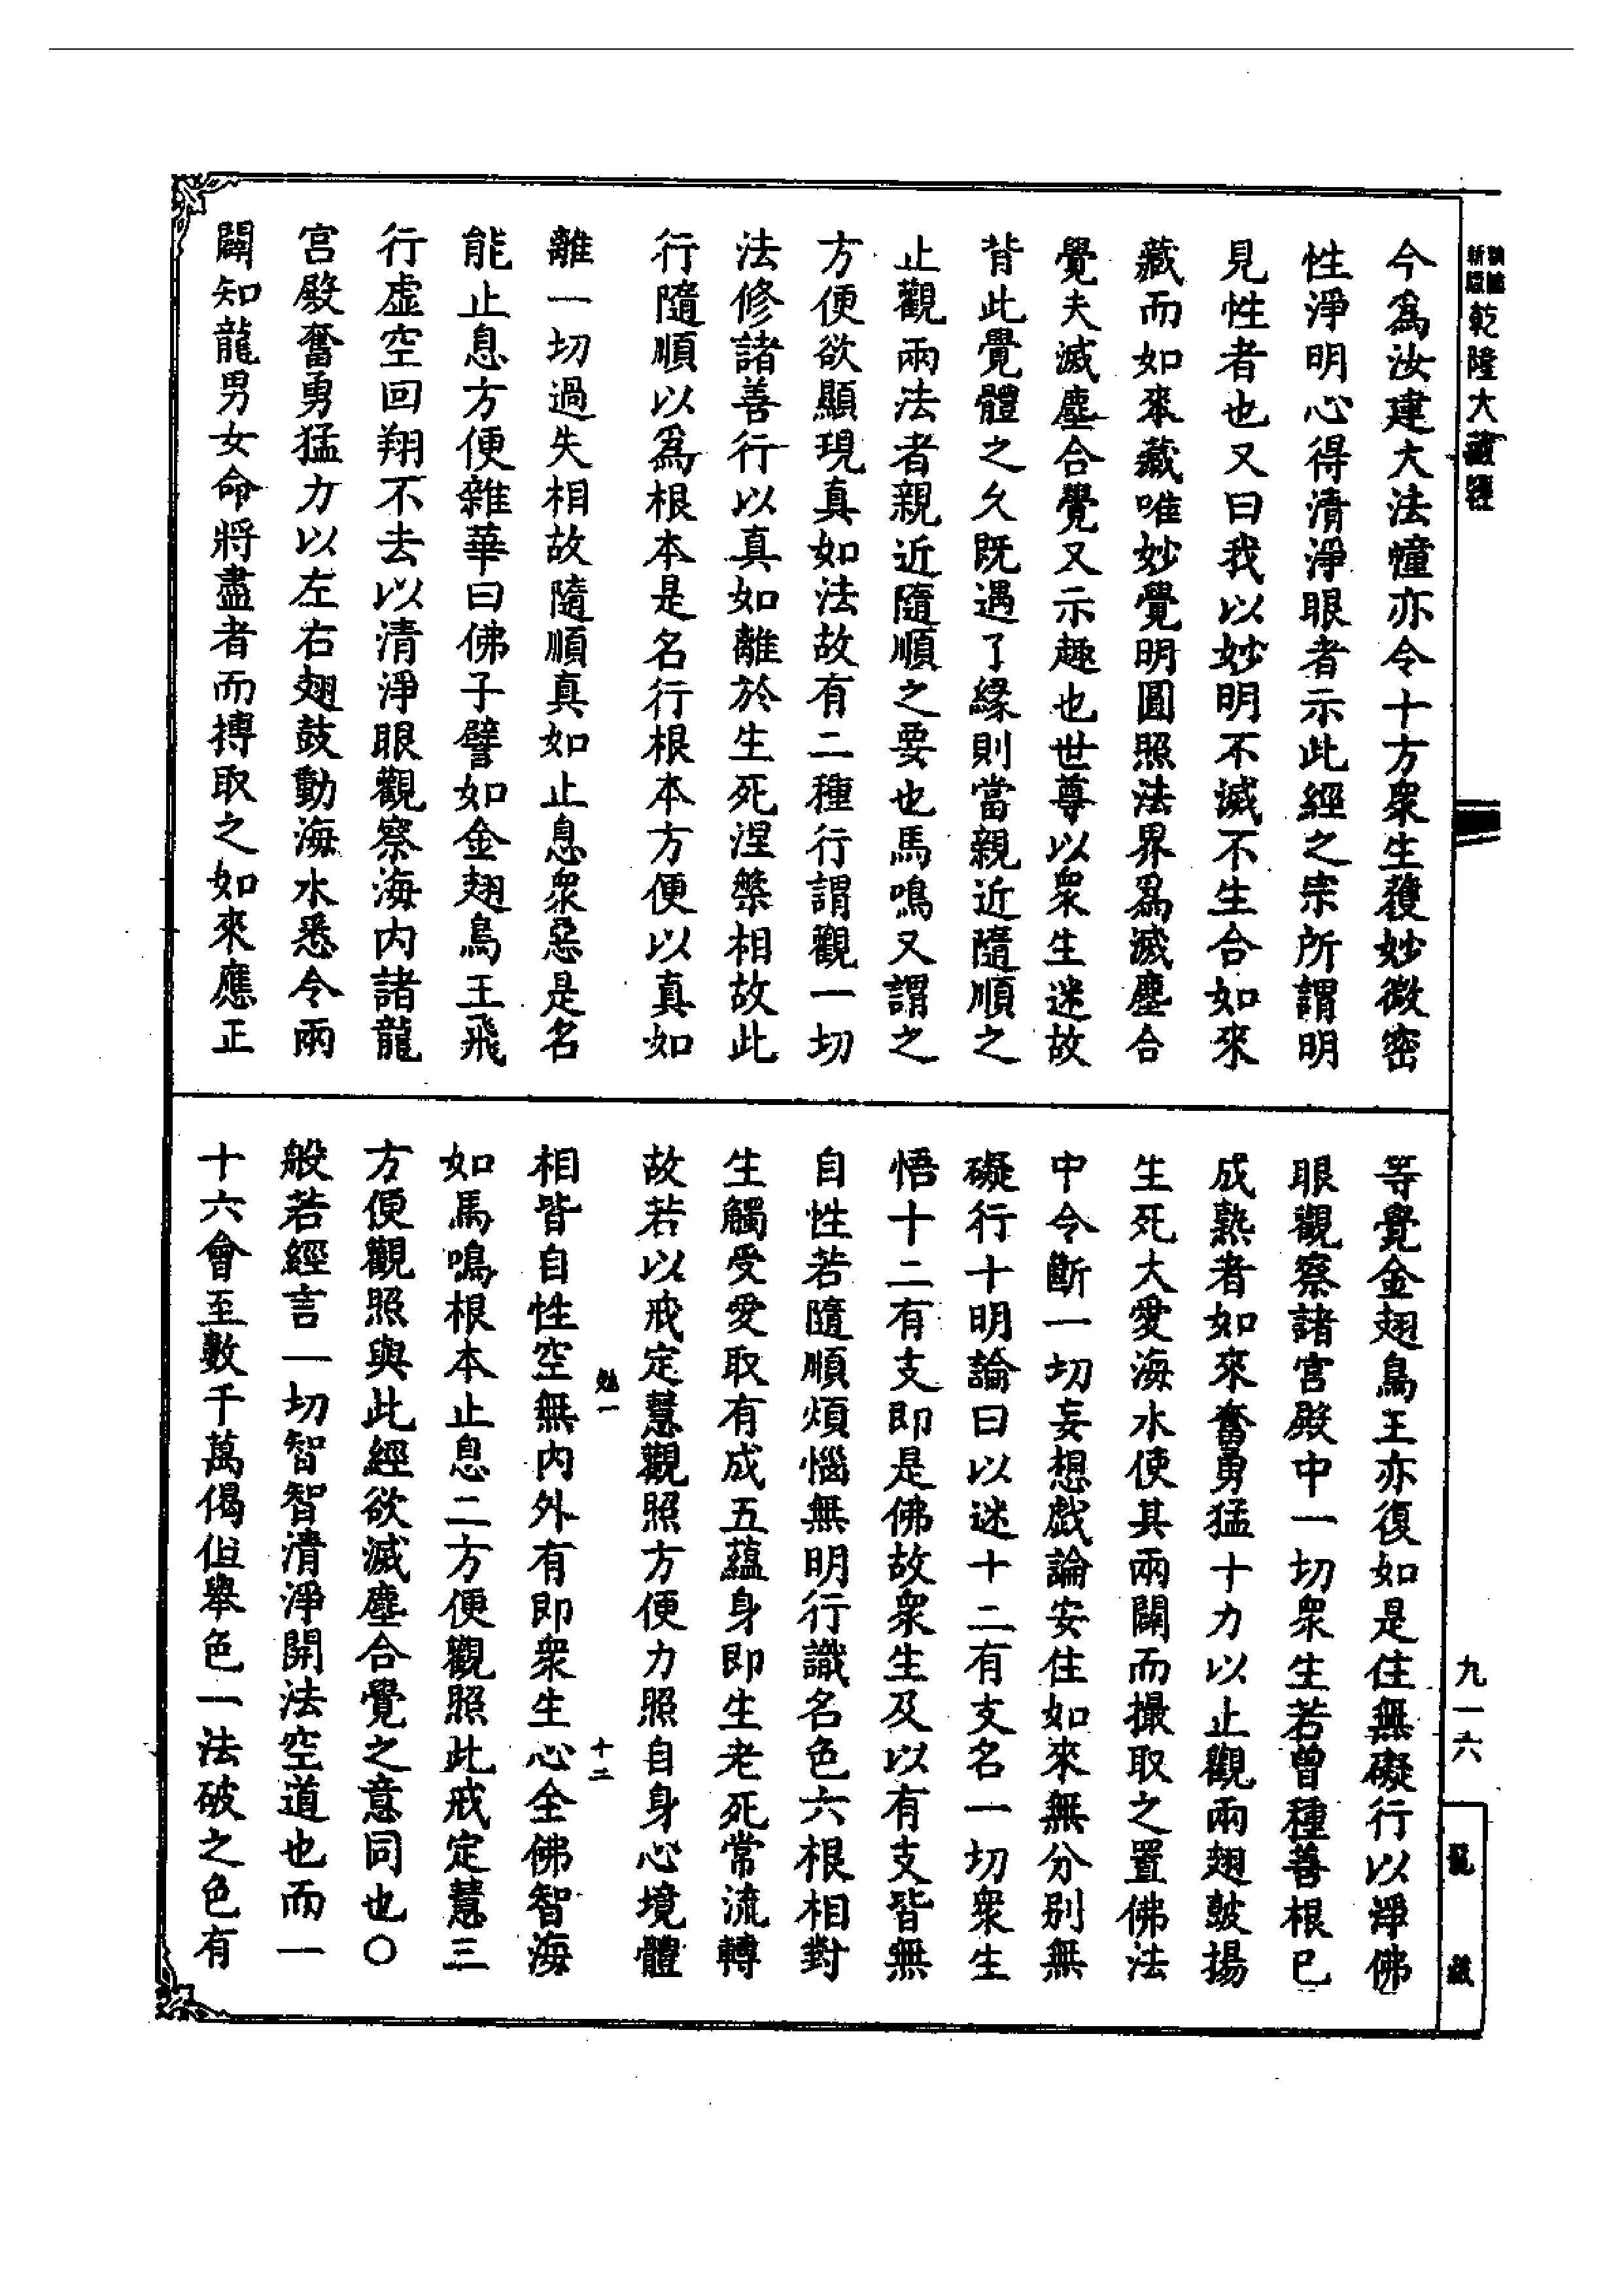 乾隆大藏經
今爲汝建大法幢亦令十方衆生獲妙微密
性淨明心得清淨眼者示此經之宗所謂明
見性者也又曰我以妙明不滅不生合如來
藏而如來藏唯妙覺明圓照法界爲滅塵合
覺夫滅塵合覺又示趣也世尊以衆生迷故
背此覺體之久既遇了緣則當親近隨順之
止觀兩法者親近隨順之要也馬鳴又謂之
方便欲顯現真如法故有二種行謂觀一切
法修諸善行以真如離於生死涅槃相故此
行隨順以爲根本是名行根本方便以真如
離一切過失相故隨順真如止息衆惡是名
能止息方便雜華曰佛子譬如金翅鳥王飛
行虛空回翔不去以清淨眼觀察海內諸龍
宮殿奮勇猛力以左右翅鼓動海水悉令兩
闢知龍男女命將盡者而搏取之如來應正
等覺金翅鳥王亦復如是住無礙行以淨佛
眼觀察諸宮殿中一切衆生若曾種善根已
成熟者如來奮勇猛十力以止觀兩翅鼓揚
生死大愛海水使其兩闢而撮取之置佛法
中令斷一切妄想戲論安住如來無分別無
礙行十明論曰以迷十二有支名一切衆生
悟十二有支即是佛故衆生及以有支皆無
自性若隨順煩惱無明行識名色六根相對
生觸受愛取有成五蘊身即生老死常流轉
故若以戒定慧觀照方便力照自身心境體
相皆自性空無內外有即衆生心全佛智海
如馬鳴根本止息二方便觀照此戒定慧三
方便觀照與此經欲滅塵合覺之意同也○
般若經言一切智智清淨開法空道也而一
十六會至數千萬偈但舉色一法破之色有
十二
九一六
龍藏